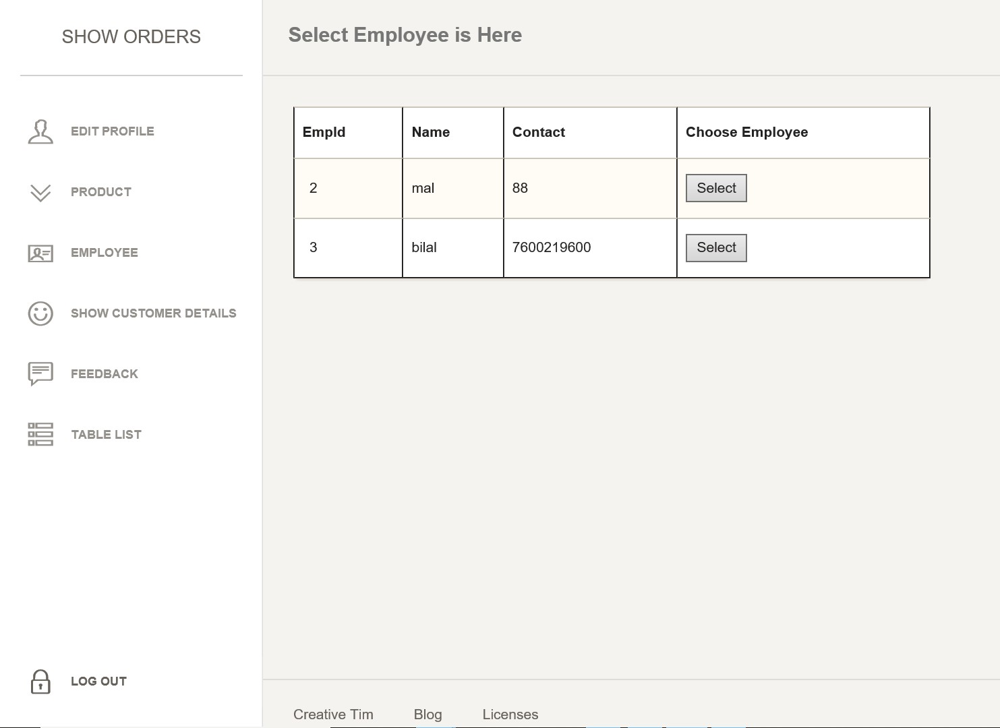 SHOW ORDERS
EDIT PROFILE
PRODUCT
EMPLOYEE
SHOW CUSTOMER DETAILS
FEEDBACK
TABLE LIST
LOG OUT
Select Employee is Here
EmpId Name Contact Choose Employee
2 mal 88 Select
3 bilal 7600219600 Select
Creative Tim Blog Licenses